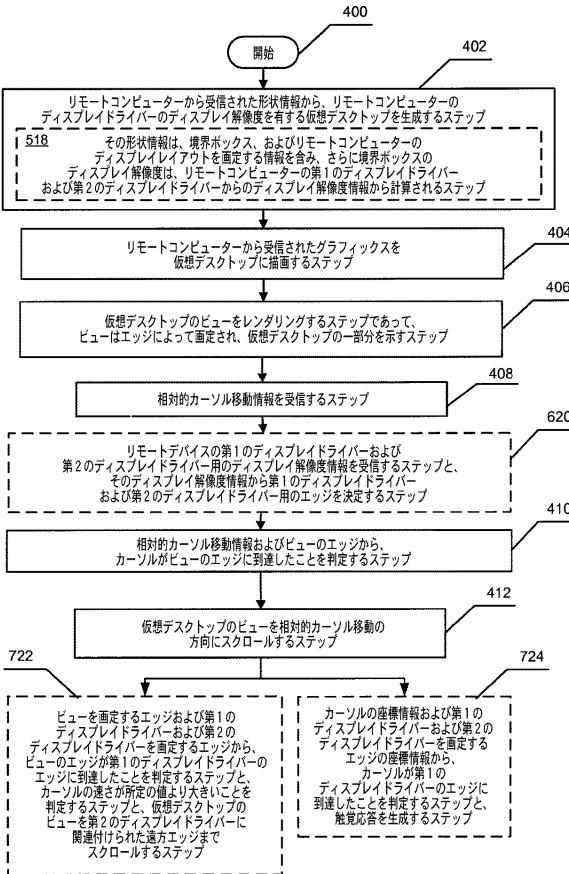 400
開始
402
リモートコンピューターから受信された形状情報から、リモートコンピューターの
ディスプレイドライバーのディスプレイ解像度を有する仮想デスクトップを生成するステップ
518
その形状情報は、境界ボックス、およびリモートコンピューターの
ディスプレイレイアウトを画定する情報を含み、さらに境界ボックスの
ディスプレイ解像度は、リモートコンピューターの第1のディスプレイドライバー
および第2のディスプレイドライバーからのディスプレイ解像度情報から計算されるステップ
404
リモートコンピューターから受信されたグラフィックスを
仮想デスクトップに描画するステップ
406
仮想デスクトップのビューをレンダリングするステップであって、
ビューはエッジによって画定され、仮想デスクトップの一部分を示すステップ
408
相対的カーソル移動情報を受信するステップ
620
リモートデバイスの第1のディスプレイドライバーおよび
第2のディスプレイドライバー用のディスプレイ解像度情報を受信するステップと、
そのディスプレイ解像度情報から第1のディスプレイドライバー
および第2のディスプレイドライバー用のエッジを決定するステップ
410
相対的カーソル移動情報およびビューのエッジから、
カーソルがビューのエッジに到達したことを判定するステップ
412
仮想デスクトップのビューを相対的カーソル移動の
方向にスクロールするステップ
722
ビューを画定するエッジおよび第1の
ディスプレイドライバーおよび第2の
ディスプレイドライバーを画定するエッジから、
ビューのエッジが第1のディスプレイドライバーの
エッジに到達したことを判定するステップと、
カーソルの速さが所定の値より大きいことを
判定するステップと、仮想デスクトップの
ビューを第2のディスプレイドライバーに
関連付けられた遠方エッジまで
スクロールするステップ
724
カーソルの座標情報および第1の
ディスプレイドライバーおよび第2の
ディスプレイドライバーを画定する
エッジの座標情報から、
カーソルが第1の
ディスプレイドライバーのエッジに
到達したことを判定するステップと、
触覚応答を生成するステップ